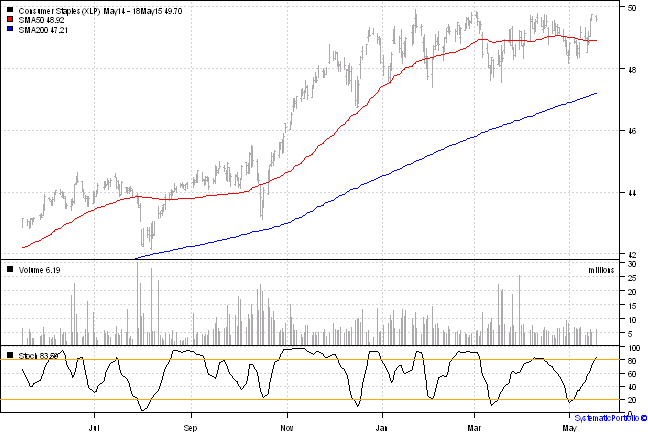 Consumer Staples (XLP) May14 - 18May15 49.70
SMA50 48.92
SMA200 47.21
50
48
46
44
42
Volume 6.19
millions
30
25
20
15
10
5
Stoch 83.59
100
80
60
40
20
0
Jul Sep Nov Jan Mar May
SystematicPortfolio ©